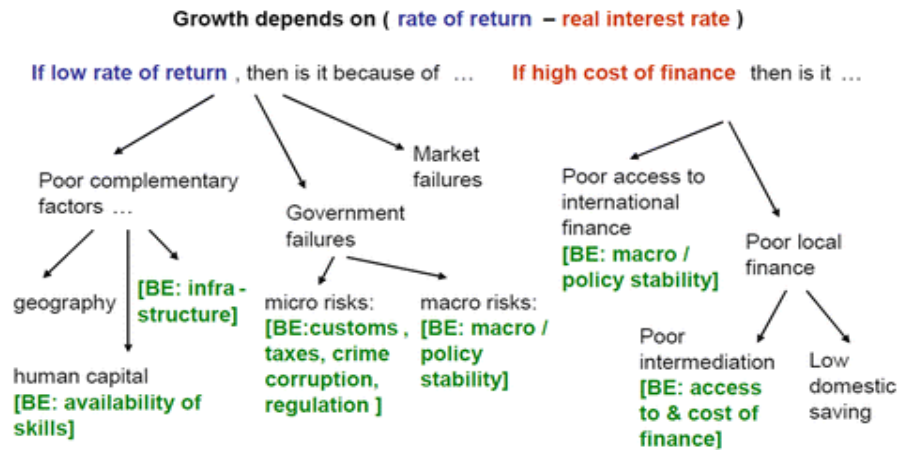 Growth depends on ( rate of return – real interest rate )
If low rate of return , then is it because of …
If high cost of finance then is it …
Poor complementary
factors …
Market
failures
Government
failures
geography
[BE: infra -
structure]
human capital
[BE: availability of
skills]
micro risks:
[BE:customs ,
taxes, crime
corruption,
regulation ]
macro risks:
[BE: macro /
policy
stability]
Poor access to
international
finance
[BE: macro /
policy stability]
Poor local
finance
Poor
intermediation
[BE: access
to & cost of
finance]
Low
domestic
saving